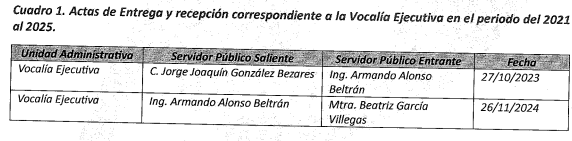 Cuadro 1. Actas de Entrega y recepción correspondiente a la Vocalía Ejecutiva en el periodo del 2021
al 2025.
Unidad Administrativa Servidor Público Saliente Servidor Público Entrante Fecha
Vocalía Ejecutiva C. Jorge Joaquín González Bezares Ing. Armando Alonso 27/10/2023
Beltrán
Vocalía Ejecutiva Ing. Armando Alonso Beltrán Mtra. Beatriz García 26/11/2024
Villegas